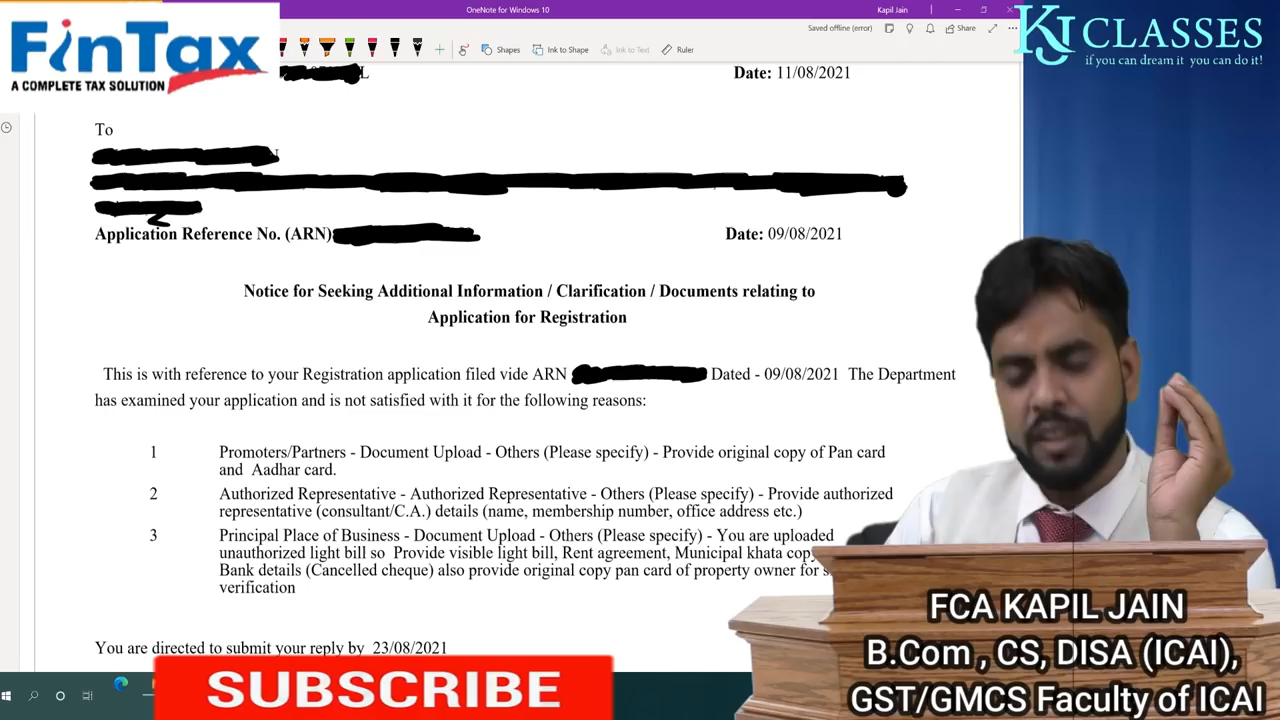 OneNote for Windows 10
Kapil Jain
FinTax
A COMPLETE TAX SOLUTION
Shapes
Ink to Shape
Ink to Text
Ruler
Saved offline (error)
Share
KJ CLASSES
if you can dream it you can do it!
L
Date: 11/08/2021
To
Application Reference No. (ARN)
Date: 09/08/2021
Notice for Seeking Additional Information / Clarification / Documents relating to
Application for Registration
This is with reference to your Registration application filed vide ARN Dated - 09/08/2021 The Department
has examined your application and is not satisfied with it for the following reasons:
1 Promoters/Partners - Document Upload - Others (Please specify) - Provide original copy of Pan card
and Aadhar card.
2 Authorized Representative - Authorized Representative - Others (Please specify) - Provide authorized
representative (consultant/C.A.) details (name, membership number, office address etc.)
3 Principal Place of Business - Document Upload - Others (Please specify) - You are uploaded
unauthorized light bill so Provide visible light bill, Rent agreement, Municipal khata copy
Bank details (Cancelled cheque) also provide original copy pan card of property owner for
verification
You are directed to submit your reply by 23/08/2021
SUBSCRIBE
FCA KAPIL JAIN
B.Com , CS, DISA (ICAI),
GST/GMCS Faculty of ICAI